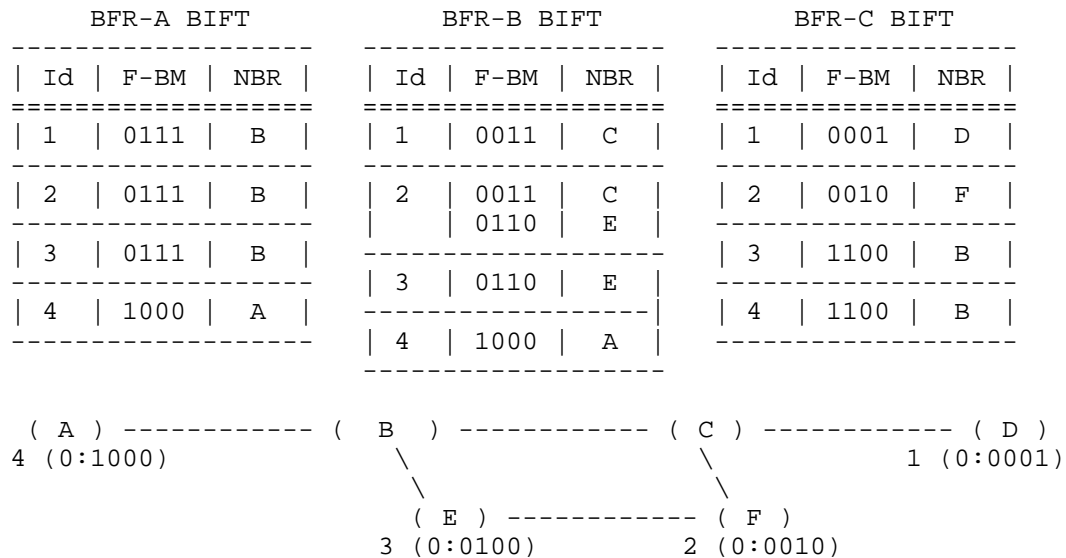 BFR-A BIFT BFR-B BIFT BFR-C BIFT
------------------- ------------------- -------------------
| Id | F-BM | NBR | | Id | F-BM | NBR | | Id | F-BM | NBR |
=================== =================== ===================
| 1 | 0111 | B | | 1 | 0011 | C | | 1 | 0001 | D |
------------------- ------------------- -------------------
| 2 | 0111 | B | | 2 | 0011 | C | | 2 | 0010 | F |
------------------- | | 0110 | E | -------------------
| 3 | 0111 | B | ------------------- | 3 | 1100 | B |
------------------- | 3 | 0110 | E | -------------------
| 4 | 1000 | A | ------------------| | 4 | 1100 | B |
------------------- | 4 | 1000 | A | -------------------
-------------------
( A ) ------------ ( B ) ------------ ( C ) ------------ ( D )
4 (0:1000) \ \ 1 (0:0001)
\ \
( E ) ------------ ( F )
3 (0:0100) 2 (0:0010)